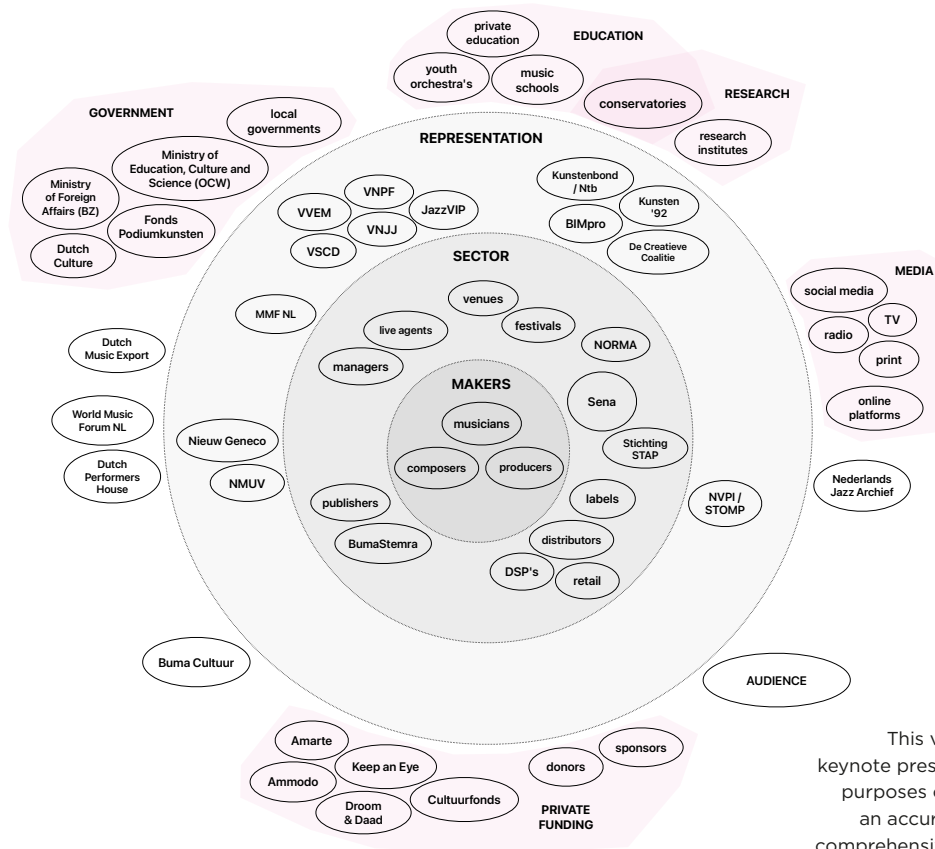 private
education
EDUCATION
youth
orchestra's
music
schools
conservatories
RESEARCH
research
institutes
GOVERNMENT
local
governments
Ministry of
Education, Culture and
Science (OCW)
Ministry
of Foreign
Affairs (BZ)
Fonds
Podiumkunsten
Dutch
Culture
REPRESENTATION
VNPF
VVEM
JazzVIP
VNJJ
VSCD
Kunstenbond
/ Ntb
Kunsten
'92
BIMpro
De Creatieve
Coalitie
MEDIA
social media
TV
radio
print
online
platforms
SECTOR
venues
festivals
MMF NL
live agents
managers
NORMA
Dutch
Music Export
MAKERS
musicians
composers
producers
Sena
Stichting
STAP
World Music
Forum NL
Nieuw Geneco
Dutch
Performers
House
NMUV
publishers
BumaStemra
labels
distributors
DSP's
retail
NVPI /
STOMP
Nederlands
Jazz Archief
Buma Cultuur
AUDIENCE
Amarte
Ammodo
Keep an Eye
Droom
& Daad
Cultuurfonds
donors
sponsors
PRIVATE
FUNDING
This
keynote
purposes
an